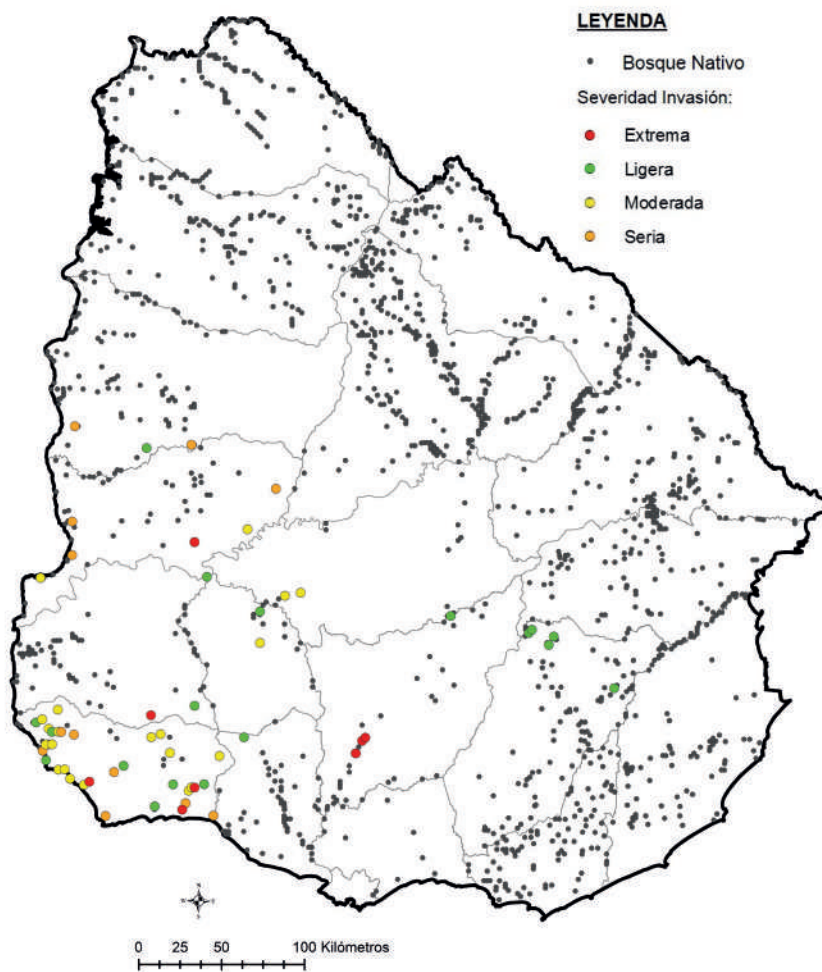 LEYENDA
Bosque Nativo
Severidad Invasión:
Extrema
Ligera
Moderada
Seria
0 25 50 100 Kilómetros